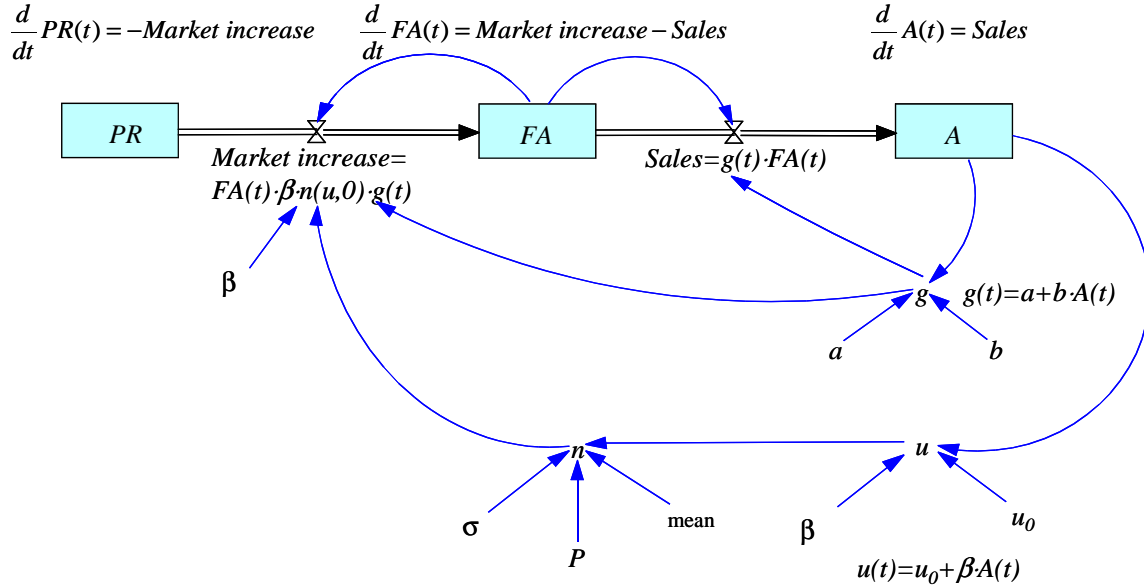 d/dt PR(t) = −Market increase
d/dt FA(t) = Market increase − Sales
d/dt A(t) = Sales
PR
FA
A
Market increase=
FA(t)·β·n(u,0)·g(t)
Sales=g(t)·FA(t)
β
g
g(t)=a+b·A(t)
a
b
n
u
σ
P
mean
β
u₀
u(t)=u₀+β·A(t)